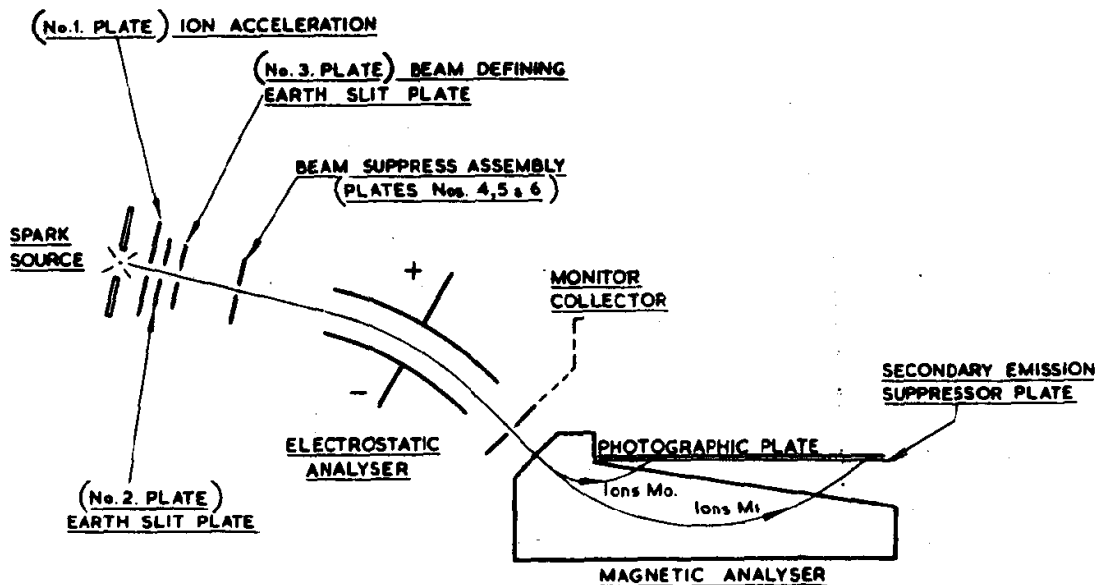 (No.1. PLATE) ION ACCELERATION
(No. 3. PLATE) BEAM DEFINING
EARTH SLIT PLATE
BEAM SUPPRESS ASSEMBLY
(PLATES Nos. 4, 5 & 6)
SPARK
SOURCE
+
MONITOR
COLLECTOR
-
SECONDARY EMISSION
SUPPRESSOR PLATE
ELECTROSTATIC
ANALYSER
PHOTOGRAPHIC PLATE
Ions Mo.
Ions M1
(No. 2. PLATE)
EARTH SLIT PLATE
MAGNETIC ANALYSER